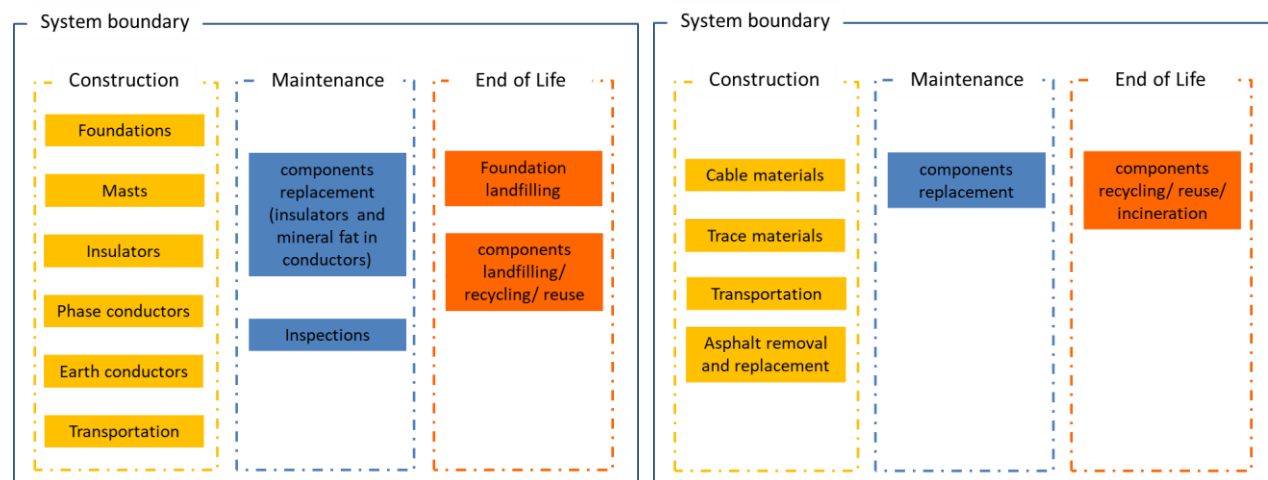 System boundary
Construction
Foundations
Masts
Insulators
Phase conductors
Earth conductors
Transportation
Maintenance
components
replacement
(insulators and
mineral fat in
conductors)
Inspections
End of Life
Foundation
landfilling
components
landfilling/
recycling/ reuse
System boundary
Construction
Cable materials
Trace materials
Transportation
Asphalt removal
and replacement
Maintenance
components
replacement
End of Life
components
recycling/ reuse/
incineration